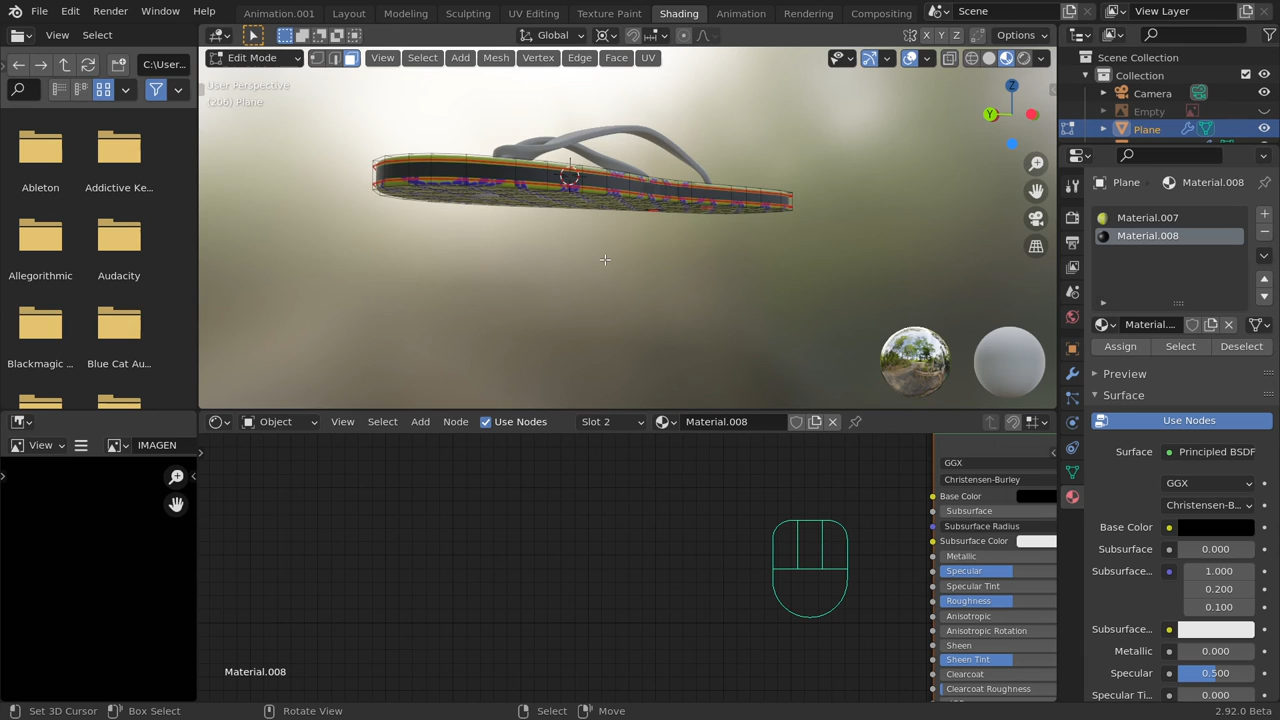 File Edit Render Window Help Animation.001 Layout Modeling Sculpting UV Editing Texture Paint Shading Animation Rendering Compositing Scene View Layer
View Select Global X Y Z Options
C:\User... Edit Mode View Select Add Mesh Vertex Edge Face UV
Scene Collection
Collection
Camera
Empty
Plane
User Perspective
(206) Plane
Z
Y
Ableton Addictive Ke...
Allegorithmic Audacity
Blackmagic ... Blue Cat Au...
Plane Material.008
Material.007
Material.008
Material....
Assign Select Deselect
Preview
Surface
Use Nodes
Surface Principled BSDF
GGX
Christensen-B...
Base Color
Subsurface 0.000
Subsurface... 1.000
0.200
0.100
Subsurface...
Metallic 0.000
Specular 0.500
Specular Ti... 0.000
Object View Select Add Node Use Nodes Slot 2 Material.008
View IMAGEN
GGX
Christensen-Burley
Base Color
Subsurface
Subsurface Radius
Subsurface Color
Metallic
Specular
Specular Tint
Roughness
Anisotropic
Anisotropic Rotation
Sheen
Sheen Tint
Clearcoat
Clearcoat Roughness
Material.008
Set 3D Cursor Box Select Rotate View Select Move 2.92.0 Beta